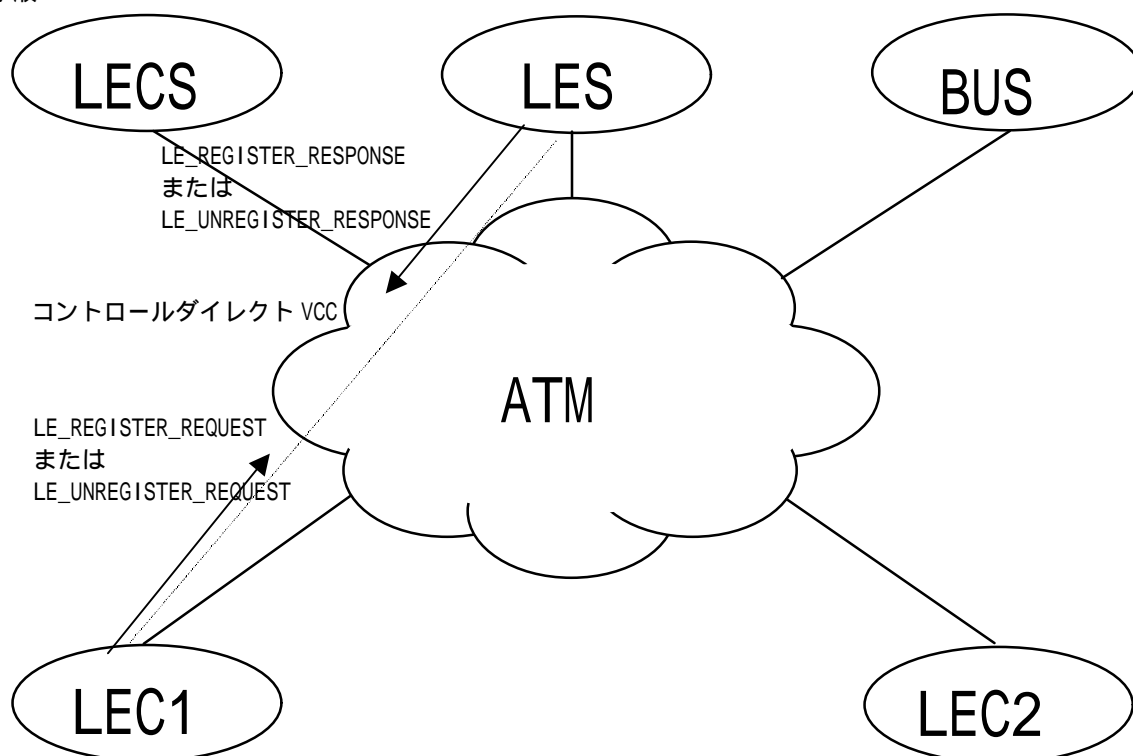 LECS
LES
BUS
LE_REGISTER_RESPONSE
または
LE_UNREGISTER_RESPONSE
コントロールダイレクト VCC
ATM
LE_REGISTER_REQUEST
または
LE_UNREGISTER_REQUEST
LEC1
LEC2